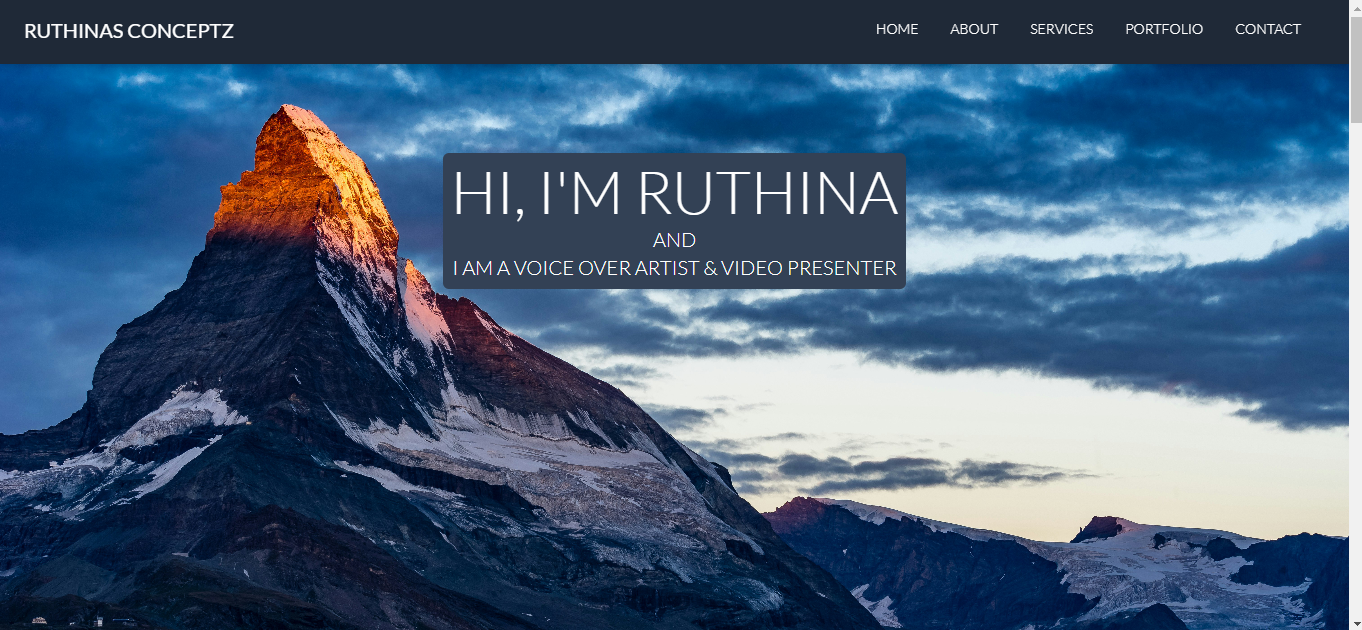 RUTHINAS CONCEPTZ
HOME ABOUT SERVICES PORTFOLIO CONTACT
HI, I'M RUTHINA
AND
I AM A VOICE OVER ARTIST & VIDEO PRESENTER